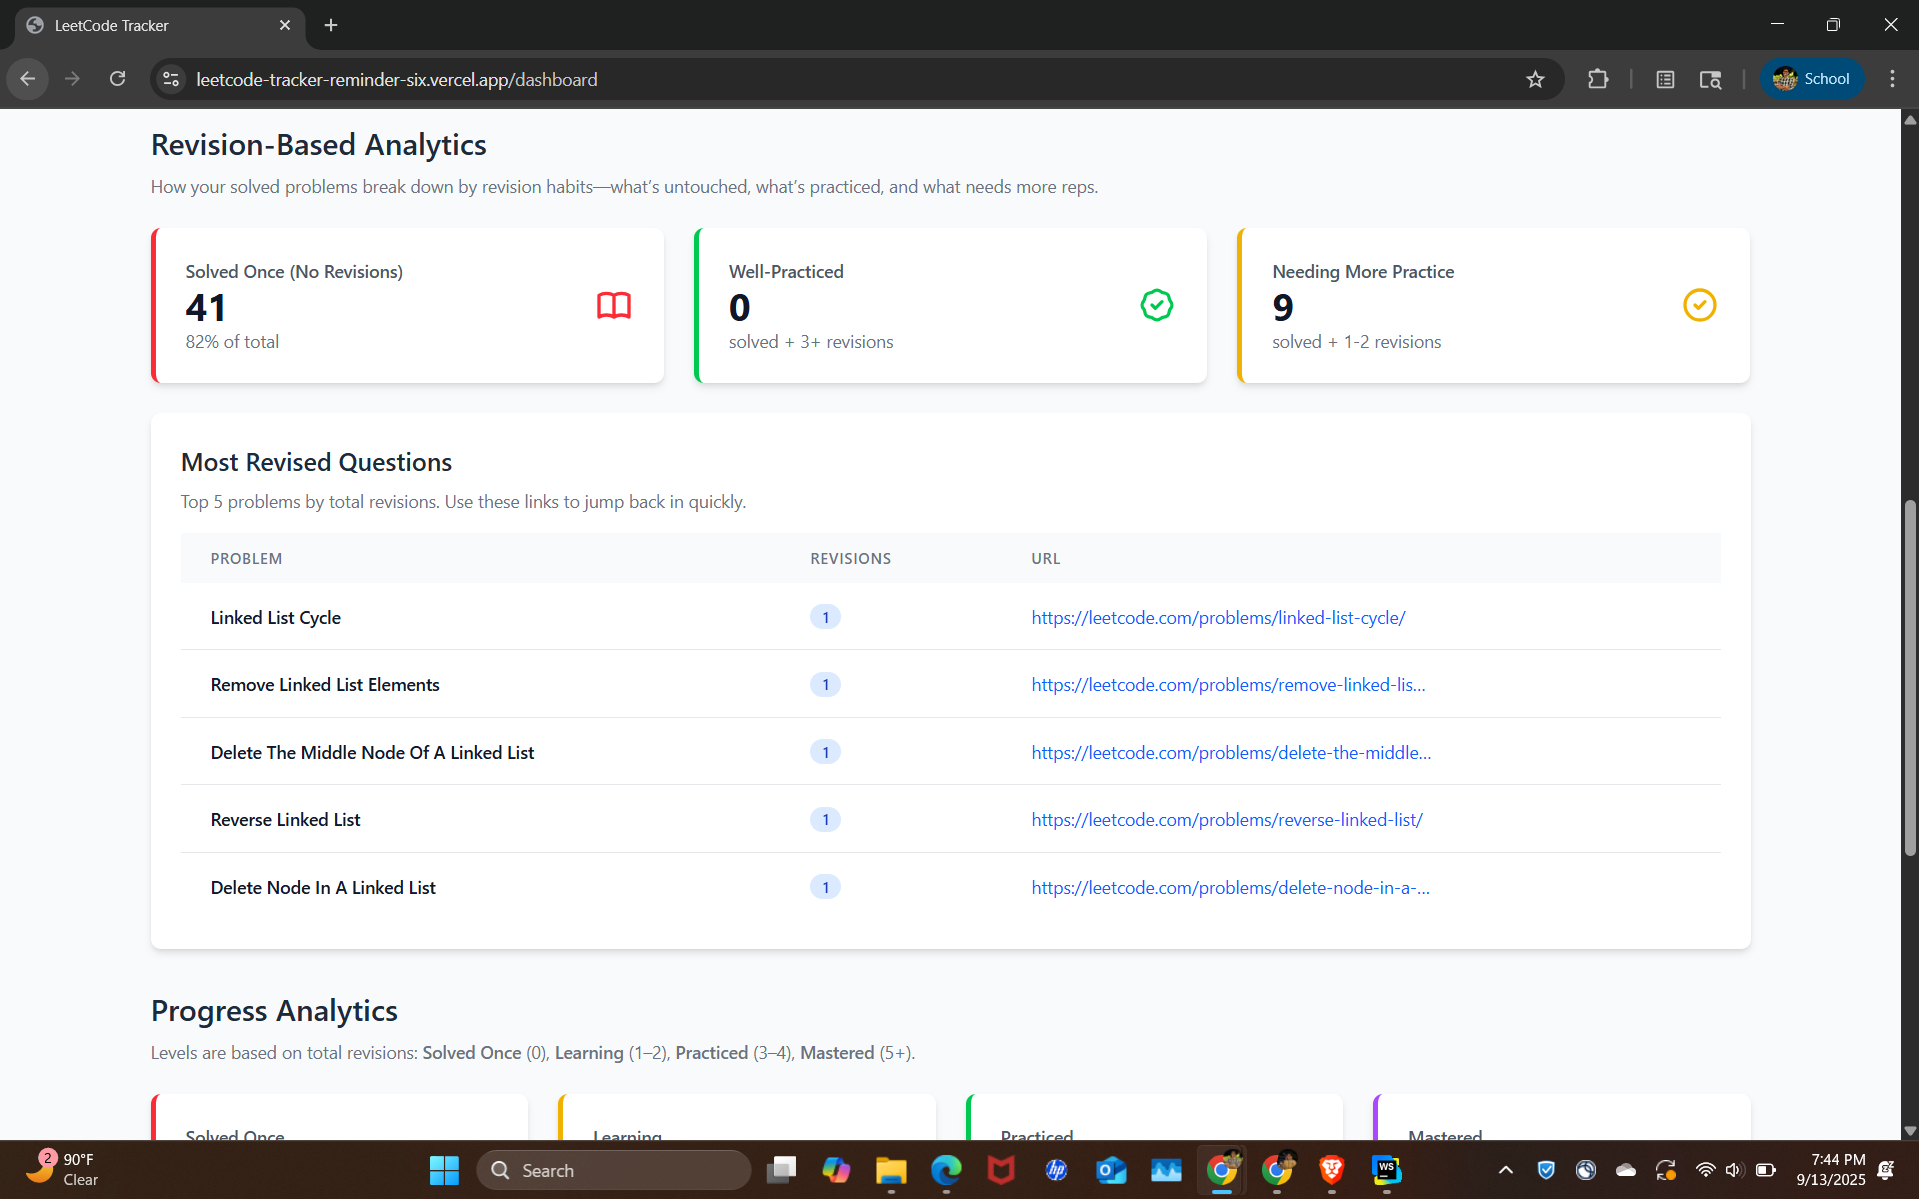 LeetCode Tracker
leetcode-tracker-reminder-six.vercel.app/dashboard
School
Revision-Based Analytics
How your solved problems break down by revision habits—what’s untouched, what’s practiced, and what needs more reps.
Solved Once (No Revisions)
41
82% of total
Well-Practiced
0
solved + 3+ revisions
Needing More Practice
9
solved + 1-2 revisions
Most Revised Questions
Top 5 problems by total revisions. Use these links to jump back in quickly.
PROBLEM REVISIONS URL
Linked List Cycle 1 https://leetcode.com/problems/linked-list-cycle/
Remove Linked List Elements 1 https://leetcode.com/problems/remove-linked-lis...
Delete The Middle Node Of A Linked List 1 https://leetcode.com/problems/delete-the-middle...
Reverse Linked List 1 https://leetcode.com/problems/reverse-linked-list/
Delete Node In A Linked List 1 https://leetcode.com/problems/delete-node-in-a-...
Progress Analytics
Levels are based on total revisions: Solved Once (0), Learning (1–2), Practiced (3–4), Mastered (5+).
Solved Once
Learning
Practiced
Mastered
2
90°F
Clear
Search
hp
WS
7:44 PM
9/13/2025